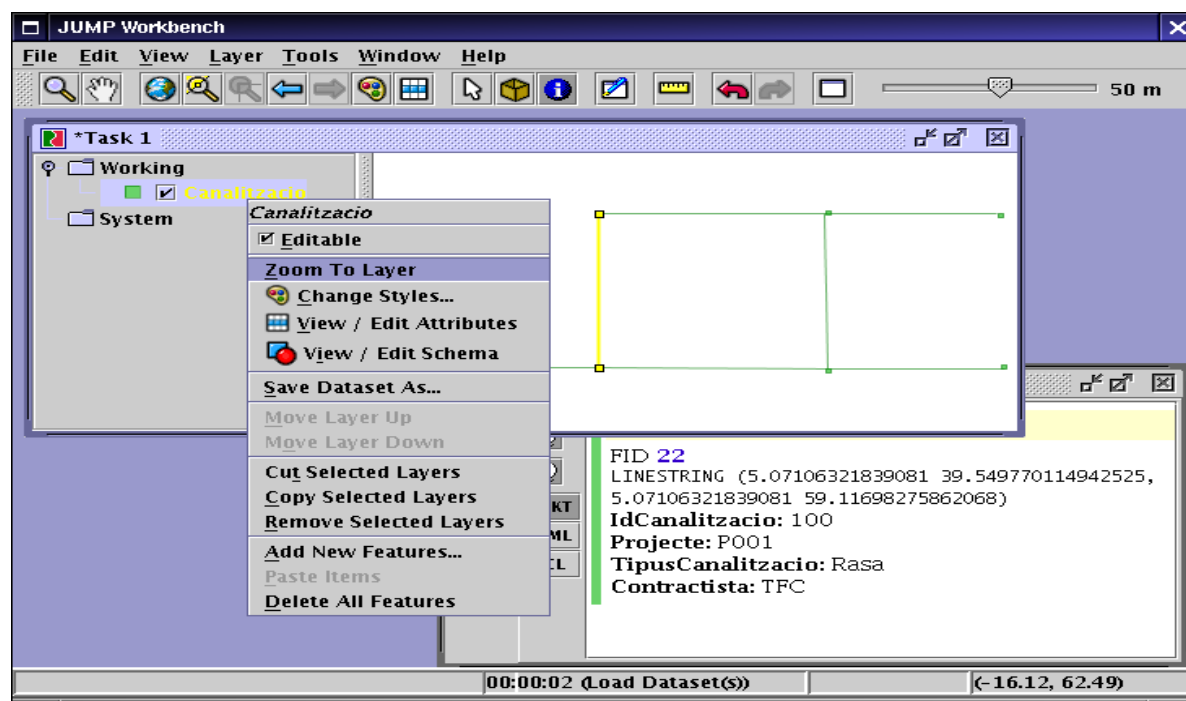 JUMP Workbench
File Edit View Layer Tools Window Help
50 m
*Task 1
Working
Canalitzacio
System
Canalitzacio
Editable
Zoom To Layer
Change Styles...
View / Edit Attributes
View / Edit Schema
Save Dataset As...
Move Layer Up
Move Layer Down
Cut Selected Layers
Copy Selected Layers
Remove Selected Layers
Add New Features...
Paste Items
Delete All Features
KT
ML
CL
FID 22
LINESTRING (5.07106321839081 39.549770114942525,
5.07106321839081 59.11698275862068)
IdCanalitzacio: 100
Projecte: P001
TipusCanalitzacio: Rasa
Contractista: TFC
00:00:02 (Load Dataset(s))
(-16.12, 62.49)